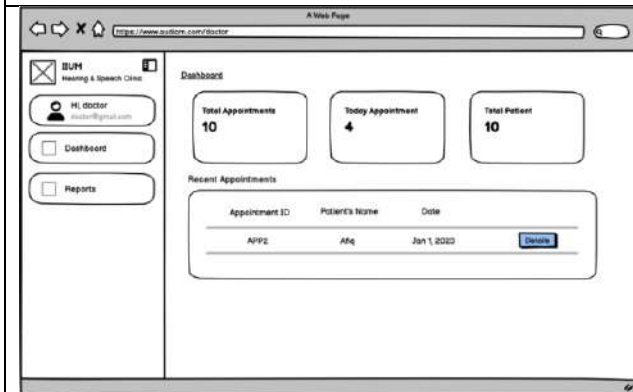 A Web Page
https://www.audiorn.com/doctor
IIUM
Hearing & Speech Clinic
Hi, doctor
doctor@gmail.com
Dashboard
Reports
Dashboard
Total Appointments
10
Today Appointment
4
Total Patient
10
Recent Appointments
Appointment ID Patient's Name Date
APP2 Afiq Jan 1, 2023 Details